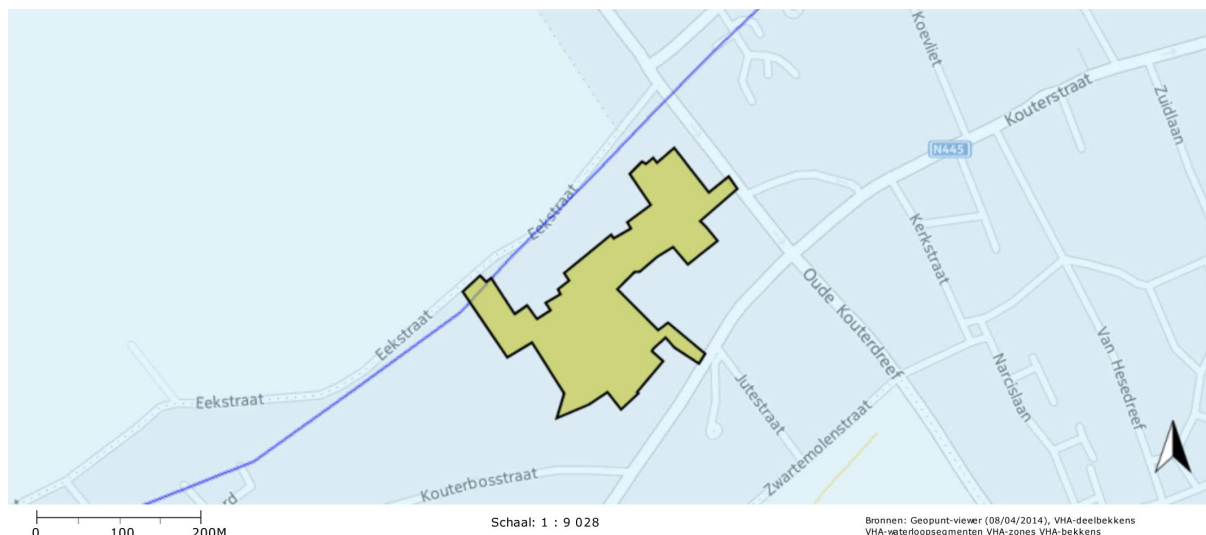 Koevliet
Zuidlaan
Kouterstraat
N445
Eekstraat
Kerkstraat
Oude Kouterdreef
Eekstraat
Van Hesedreef
Narcislaan
Jutestraat
Eekstraat
Zwartemolenstraat
Kouterbosstraat
rd
0 100 200M
Schaal: 1 : 9 028
Bronnen: Geopunt-viewer (08/04/2014), VHA-deelbekkens
VHA-waterloopsegmenten VHA-zones VHA-bekkens